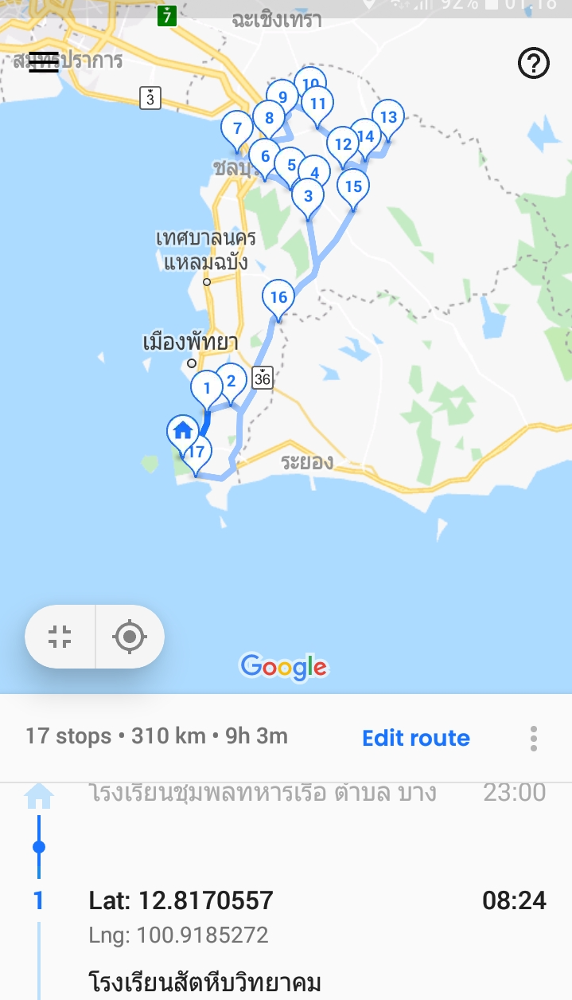 92% 01:18
7
ฉะเชิงเทรา
สมุทรปราการ
3
10
9
11
8
7
13
14
12
6
5
4
ชลบุรี
15
3
เทศบาลนคร
แหลมฉบัง
16
เมืองพัทยา
36
2
1
17
ระยอง
Google
17 stops • 310 km • 9h 3m
Edit route
โรงเรียนชุมพลทหารเรือ ตำบล บาง 23:00
1 Lat: 12.8170557 08:24
Lng: 100.9185272
โรงเรียนสัตหีบวิทยาคม